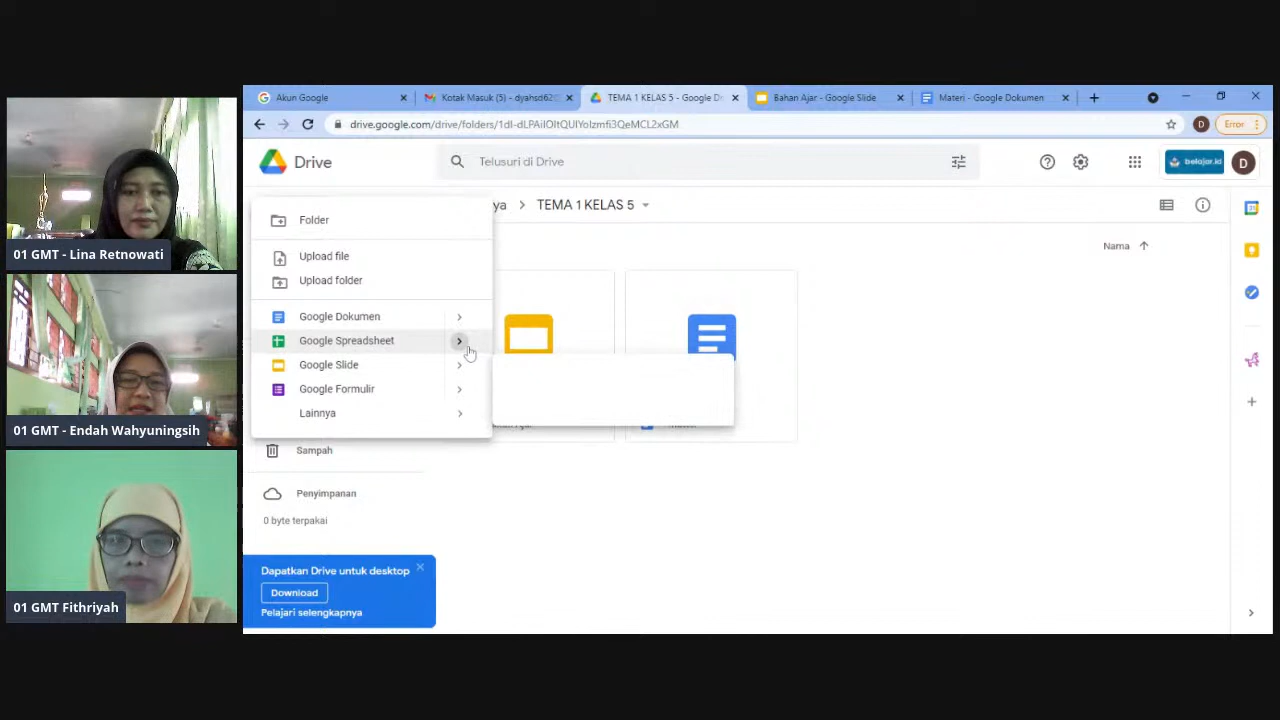 01 GMT - Lina Retnowati
01 GMT - Endah Wahyuningsih
01 GMT Fithriyah
Akun Google
Kotak Masuk (5) - dyahsd62
TEMA 1 KELAS 5 - Google D
Bahan Ajar - Google Slide
Materi - Google Dokumen
drive.google.com/drive/folders/
D
Error
Drive
Telusuri di Drive
belajar.id
D
ya > TEMA 1 KELAS 5
Nama
Folder
Upload file
Upload folder
Google Dokumen
Google Spreadsheet
Google Slide
Google Formulir
Lainnya
Sampah
Penyimpanan
0 byte terpakai
Dapatkan Drive untuk desktop
Download
Pelajari selengkapnya